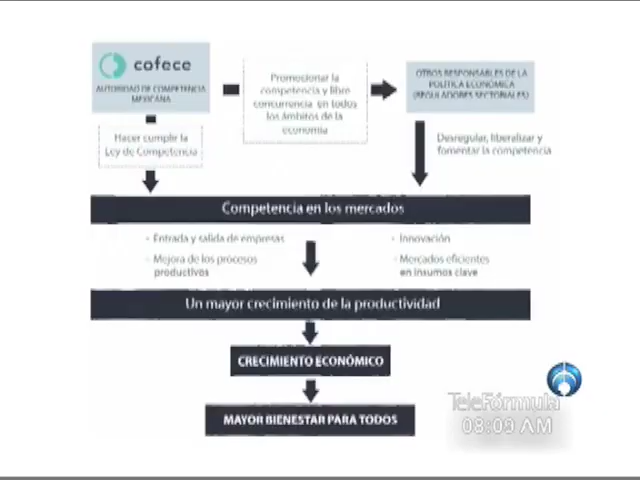 cofece
AUTORIDAD DE COMPETENCIA
MEXICANA
Promocionar la
competencia y libre
concurrencia en todos
los ámbitos de la
economía
OTROS RESPONSABLES DE LA
POLÍTICA ECONÓMICA
(REGULADORES SECTORIALES)
Hacer cumplir la
Ley de Competencia
Desregular, liberalizar y
fomentar la competencia
Competencia en los mercados
• Entrada y salida de empresas
• Mejora de los procesos
productivos
• Innovación
• Mercados eficientes
en insumos clave
Un mayor crecimiento de la productividad
CRECIMIENTO ECONÓMICO
MAYOR BIENESTAR PARA TODOS
TeleFórmula
08:09 AM